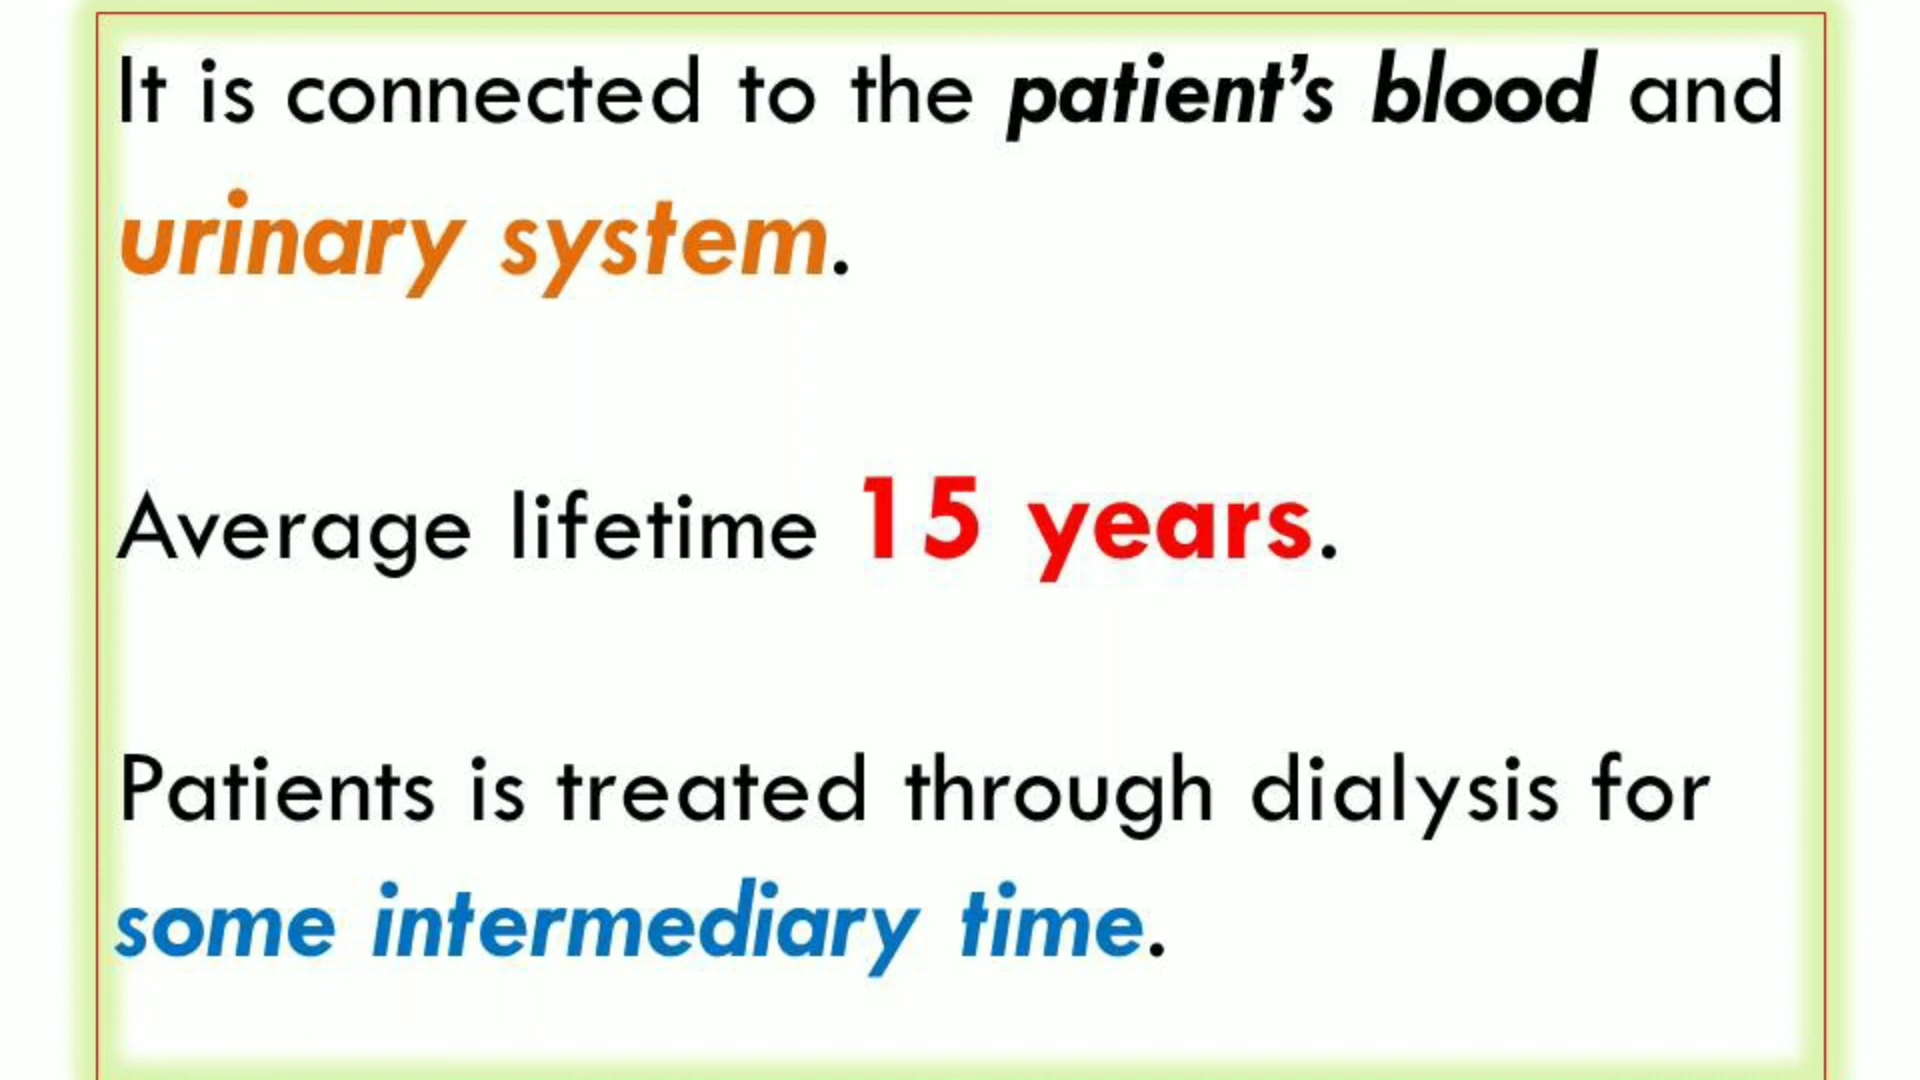 It is connected to the patient’s blood and
urinary system.
Average lifetime 15 years.
Patients is treated through dialysis for
some intermediary time.